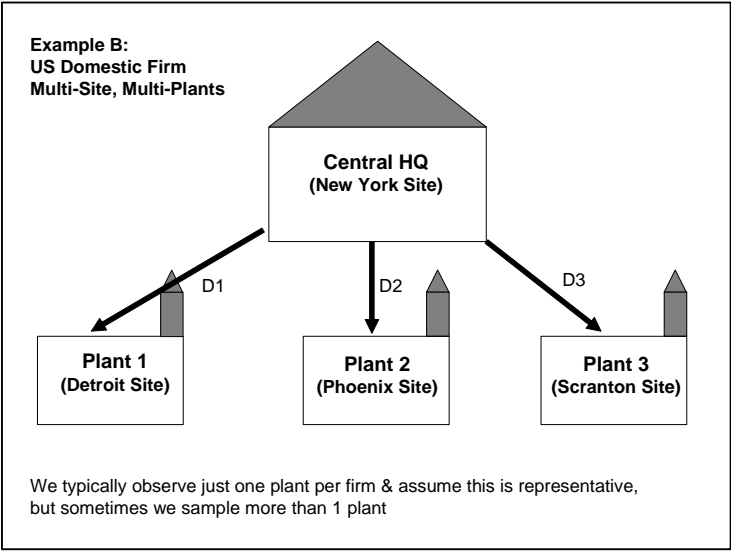 Example B:
US Domestic Firm
Multi-Site, Multi-Plants
Central HQ
(New York Site)
D1
D2
D3
Plant 1
(Detroit Site)
Plant 2
(Phoenix Site)
Plant 3
(Scranton Site)
We typically observe just one plant per firm & assume this is representative,
but sometimes we sample more than 1 plant